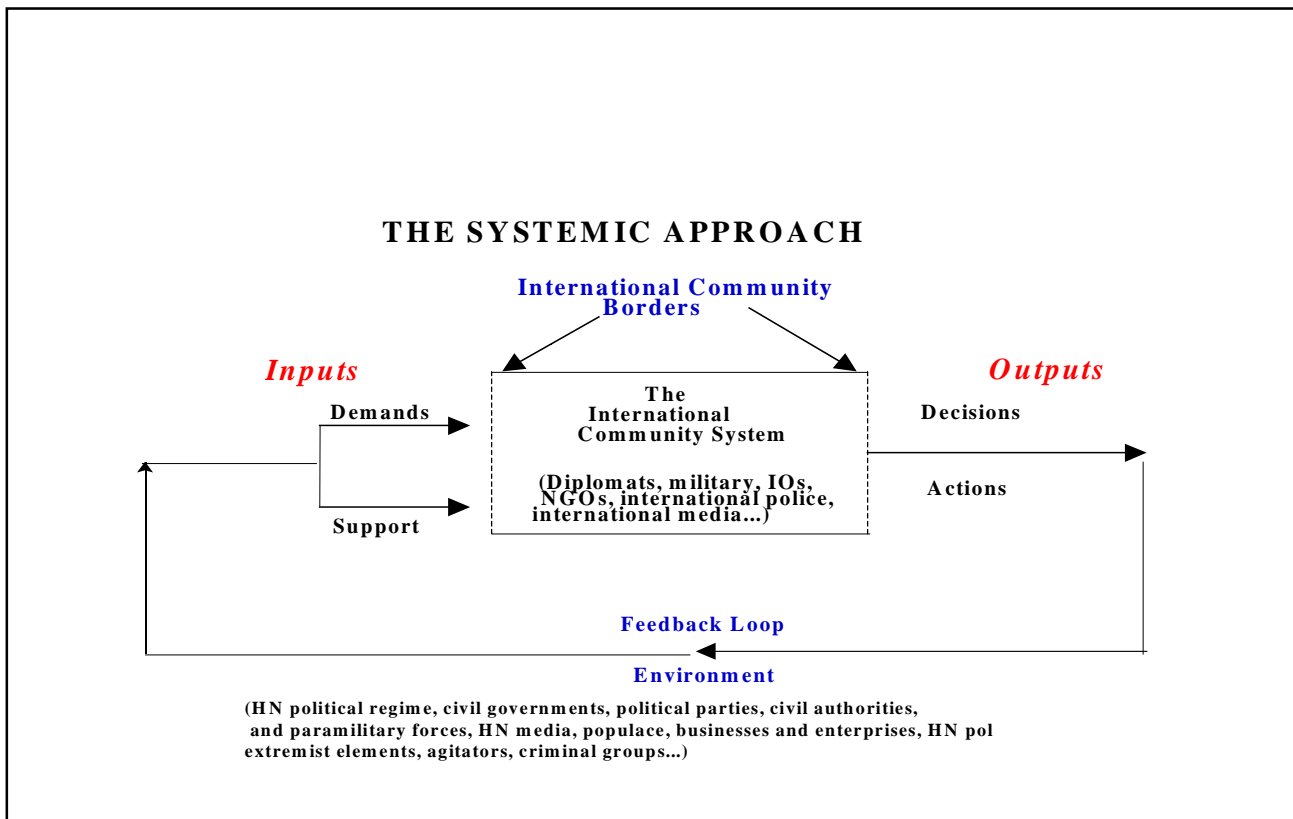 THE SYSTEMIC APPROACH
International Community
Borders
Inputs
Outputs
Demands
Support
The
International
Community System
(Diplomats, military, IOs,
NGOs, international police,
international media...)
Decisions
Actions
Feedback Loop
Environment
(HN political regime, civil governments, political parties, civil authorities,
and paramilitary forces, HN media, populace, businesses and enterprises, HN pol
extremist elements, agitators, criminal groups...)